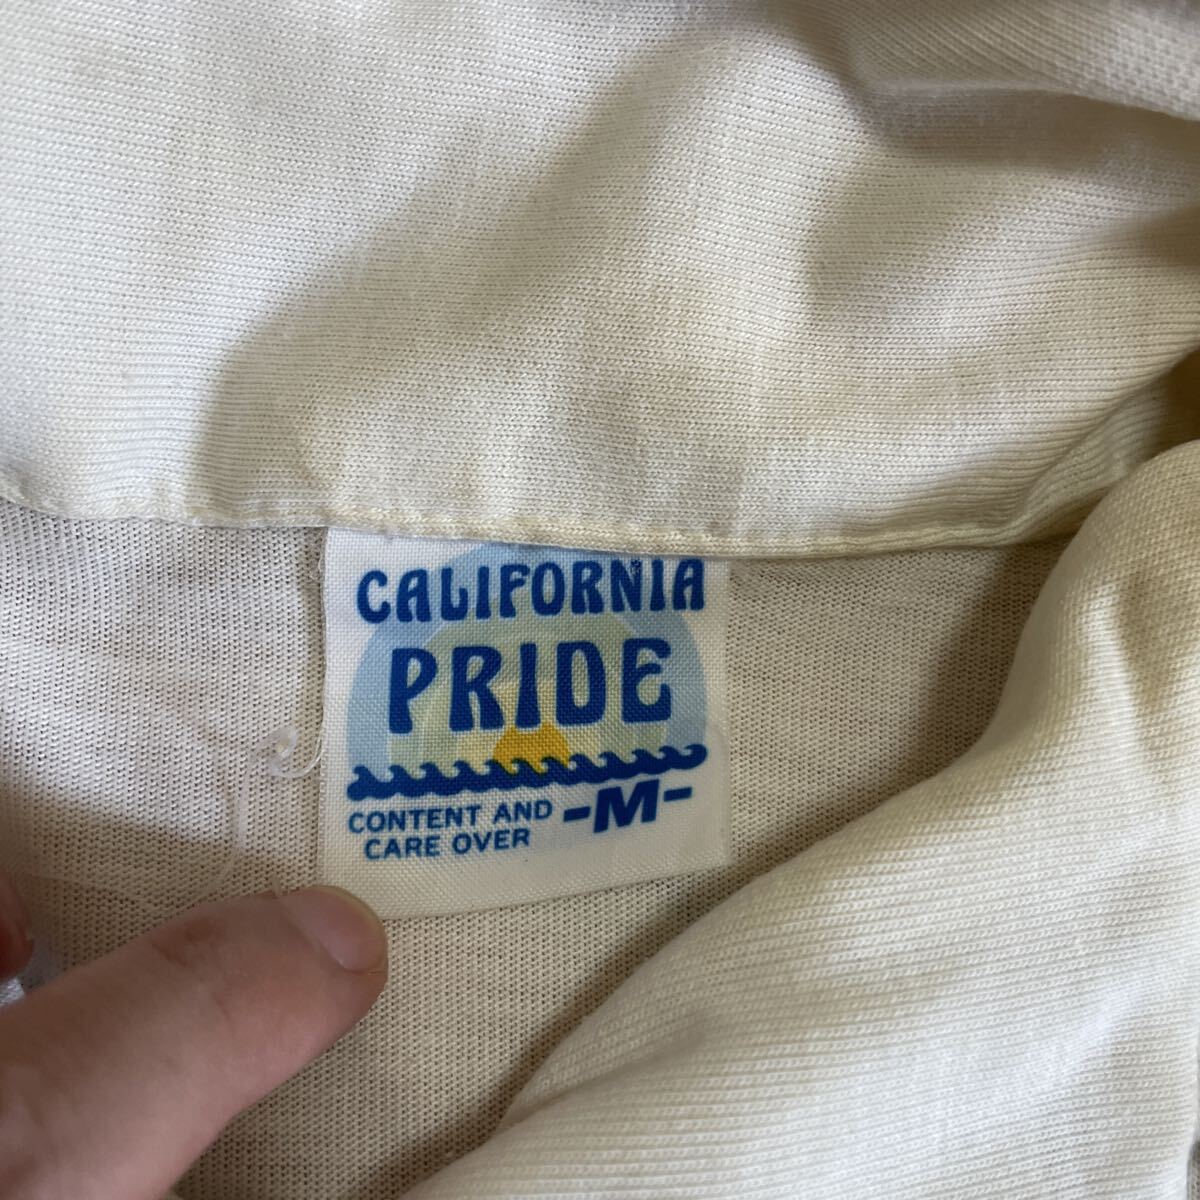 CALIFORNIA
PRIDE
CONTENT AND -M-
CARE OVER